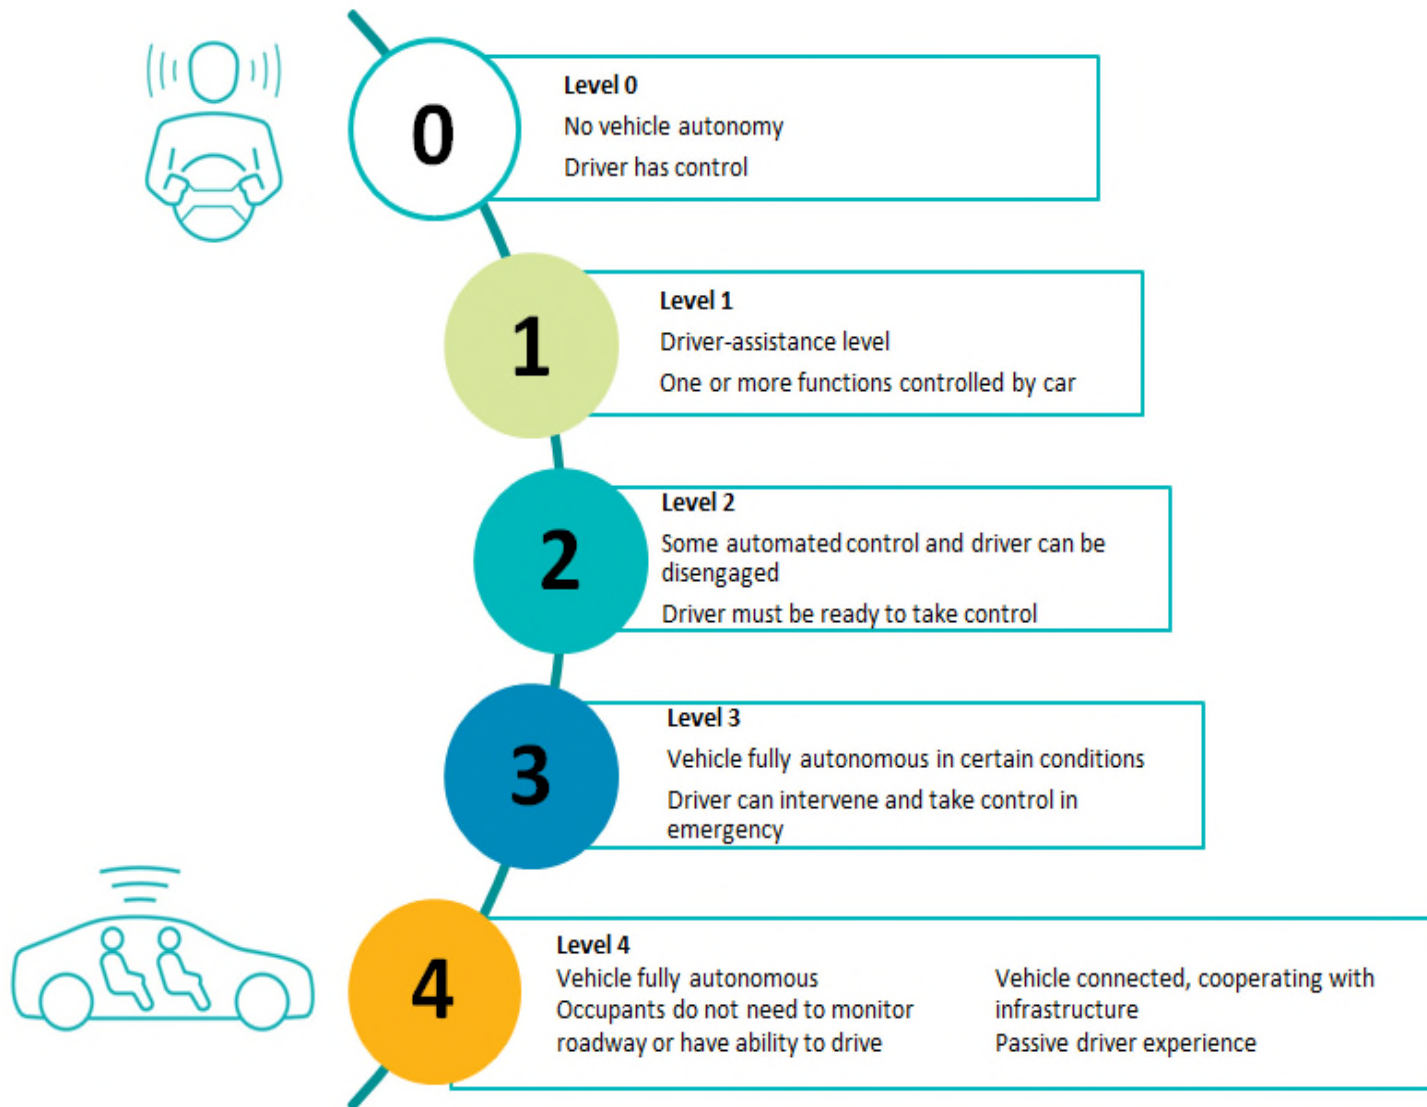 0
Level 0
No vehicle autonomy
Driver has control
1
Level 1
Driver-assistance level
One or more functions controlled by car
2
Level 2
Some automated control and driver can be
disengaged
Driver must be ready to take control
3
Level 3
Vehicle fully autonomous in certain conditions
Driver can intervene and take control in
emergency
4
Level 4
Vehicle fully autonomous
Occupants do not need to monitor
roadway or have ability to drive
Vehicle connected, cooperating with
infrastructure
Passive driver experience